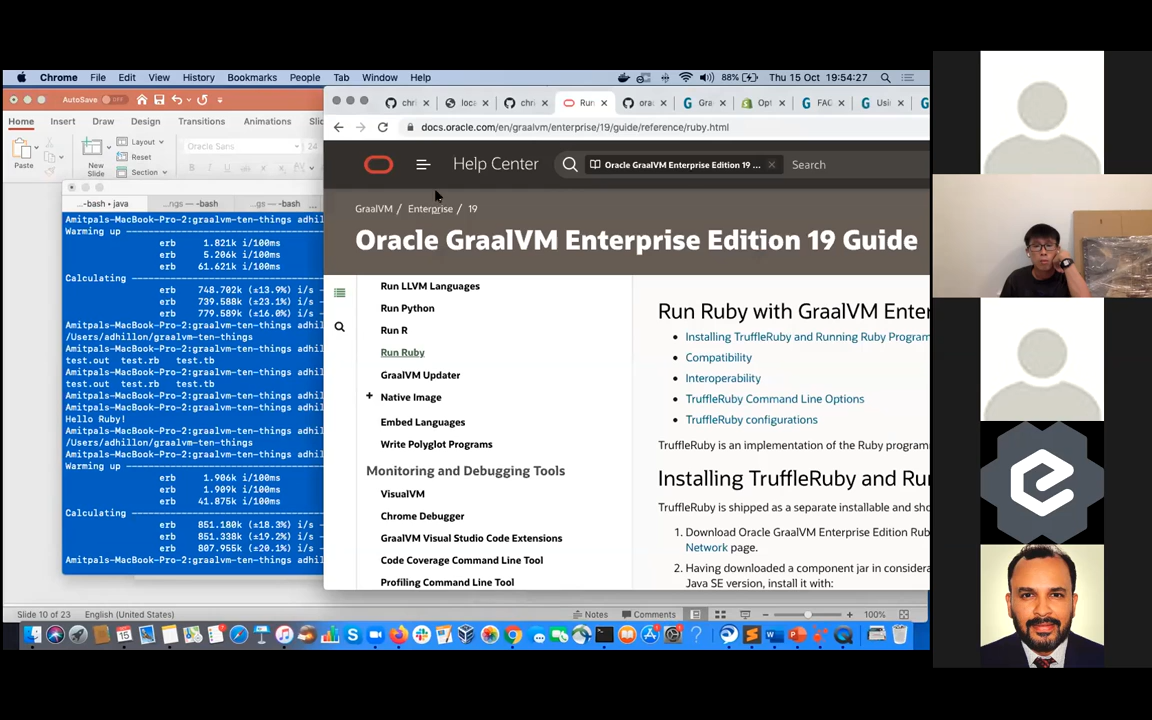 Chrome File Edit View History Bookmarks People Tab Window Help 88% Thu 15 Oct 19:54:27
AutoSave OFF
Home Insert Draw Design Transitions Animations
Paste
New
Slide
Layout
Reset
Section
Oracle Sans
chr
loca
chr
Run
orac
Gra
Opt
FAC
Usin
docs.oracle.com/en/graalvm/enterprise/19/guide/reference/ruby.html
Help Center
Oracle GraalVM Enterprise Edition 19 ...
Search
GraalVM / Enterprise / 19
Oracle GraalVM Enterprise Edition 19 Guide
Run LLVM Languages
Run Python
Run R
Run Ruby
GraalVM Updater
Native Image
Embed Languages
Write Polyglot Programs
Monitoring and Debugging Tools
VisualVM
Chrome Debugger
GraalVM Visual Studio Code Extensions
Code Coverage Command Line Tool
Profiling Command Line Tool
Run Ruby with GraalVM Enter
Installing TruffleRuby and Running Ruby Program
Compatibility
Interoperability
TruffleRuby Command Line Options
TruffleRuby configurations
TruffleRuby is an implementation of the Ruby program
Installing TruffleRuby and Ru
TruffleRuby is shipped as a separate installable and sho
1. Download Oracle GraalVM Enterprise Edition Rub
Network page.
2. Having downloaded a component jar in considera
Java SE version, install it with:
...-bash • java
...ngs — -bash
...gs — -bash
...
Amitpals-MacBook-Pro-2:graalvm-ten-things adhil
Warming up
erb 1.821k i/100ms
erb 5.206k i/100ms
erb 61.621k i/100ms
Calculating
erb 748.702k (±13.9%) i/s -
erb 739.588k (±23.1%) i/s -
erb 779.589k (±16.0%) i/s -
Amitpals-MacBook-Pro-2:graalvm-ten-things adhil
/Users/adhillon/graalvm-ten-things
Amitpals-MacBook-Pro-2:graalvm-ten-things adhil
test.out test.rb test.tb
Amitpals-MacBook-Pro-2:graalvm-ten-things adhil
test.out test.rb test.tb
Amitpals-MacBook-Pro-2:graalvm-ten-things adhil
Amitpals-MacBook-Pro-2:graalvm-ten-things adhil
Hello Ruby!
Amitpals-MacBook-Pro-2:graalvm-ten-things adhil
/Users/adhillon/graalvm-ten-things
Amitpals-MacBook-Pro-2:graalvm-ten-things adhil
Warming up
erb 1.906k i/100ms
erb 1.909k i/100ms
erb 41.875k i/100ms
Calculating
erb 851.180k (±18.3%) i/s -
erb 851.338k (±19.2%) i/s -
erb 807.955k (±20.1%) i/s -
Amitpals-MacBook-Pro-2:graalvm-ten-things adhil
Slide 10 of 23 English (United States) Notes Comments 100%